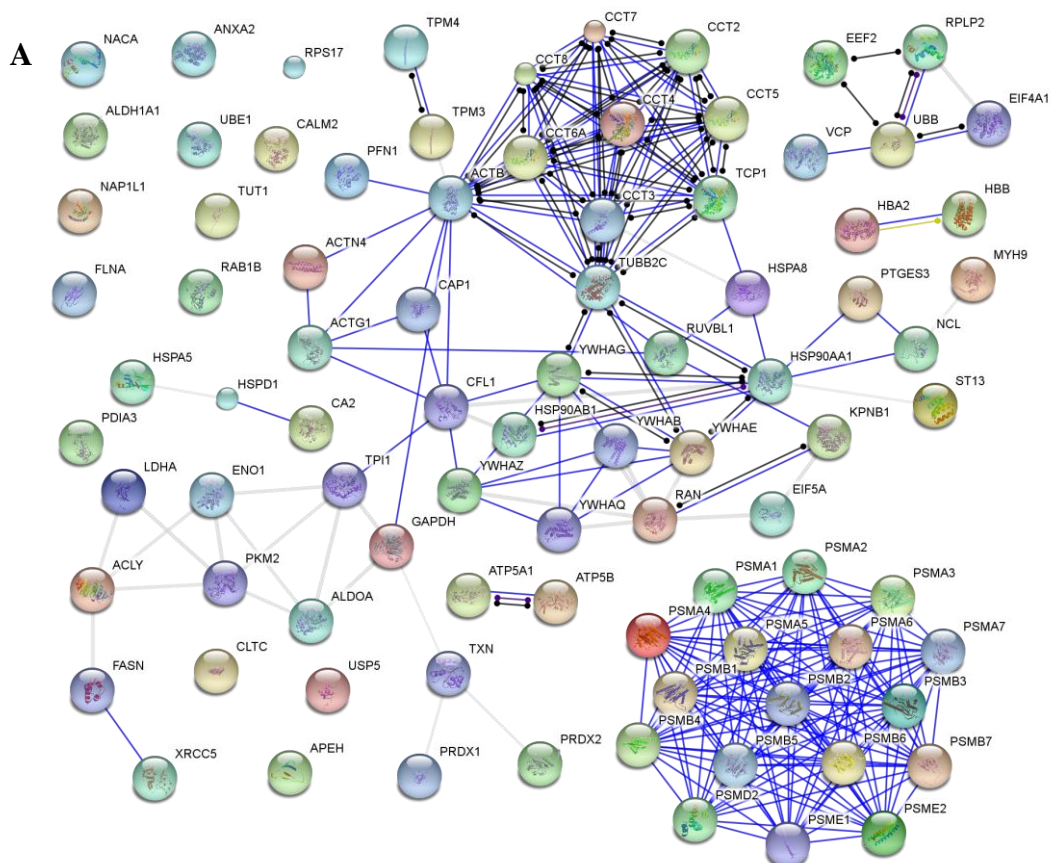 A
NACA
ANXA2
RPS17
TPM4
CCT7
CCT2
RPLP2
EEF2
CCT8
ALDH1A1
UBE1
CALM2
TPM3
CCT4
CCT5
EIF4A1
CCT6A
UBB
VCP
PFN1
ACTB
TCP1
NAP1L1
TUT1
CCT3
HBA2
HBB
ACTN4
TUBB2C
HSPA8
PTGES3
MYH9
FLNA
RAB1B
CAP1
ACTG1
RUVBL1
NCL
YWHAG
HSP90AA1
HSPA5
HSPD1
CFL1
ST13
CA2
HSP90AB1
YWHAB
YWHAE
KPNB1
PDIA3
YWHAZ
LDHA
ENO1
TPI1
RAN
EIF5A
YWHAQ
GAPDH
ACLY
PKM2
ALDOA
ATP5A1
ATP5B
PSMA1
PSMA2
PSMA3
PSMA4
PSMA5
PSMA6
PSMA7
CLTC
USP5
TXN
FASN
PSMB1
PSMB2
PSMB3
PSMB4
PSMB5
PSMB6
PSMB7
XRCC5
APEH
PRDX1
PRDX2
PSMD2
PSME1
PSME2